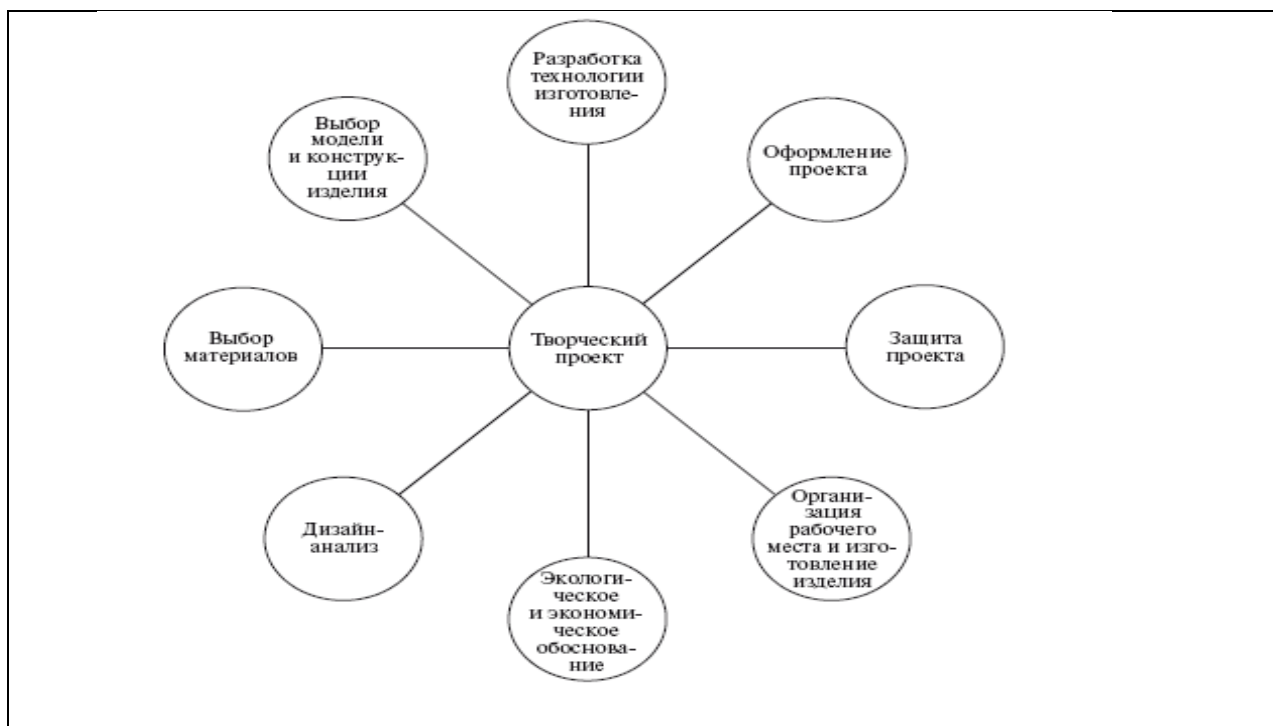 Разработка
технологии
изготовле-
ния
Выбор
модели
и конструк-
ции
изделия
Оформление
проекта
Выбор
материалов
Творческий
проект
Защита
проекта
Дизайн-
анализ
Органи-
зация
рабочего
места и изго-
товление
изделия
Экологи-
ческое
и экономи-
ческое
обоснова-
ние